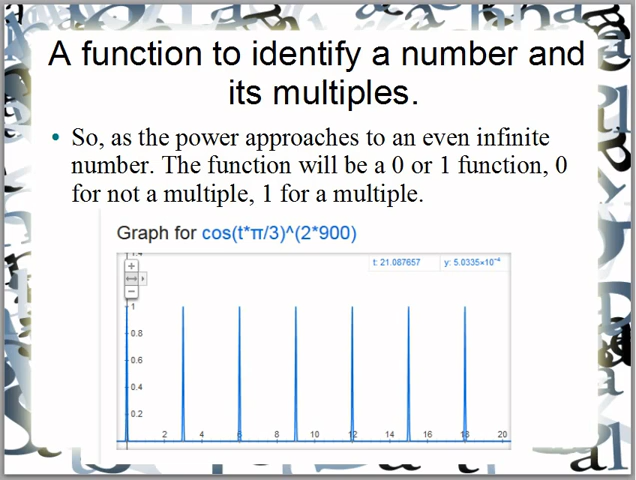 A function to identify a number and
its multiples.
• So, as the power approaches to an even infinite
number. The function will be a 0 or 1 function, 0
for not a multiple, 1 for a multiple.
Graph for cos(t*π/3)^(2*900)
t: 21.087657 y: 5.0335×10⁻⁶
1.4
1
0.8
0.6
0.4
0.2
2 4 6 8 10 12 14 16 18 20